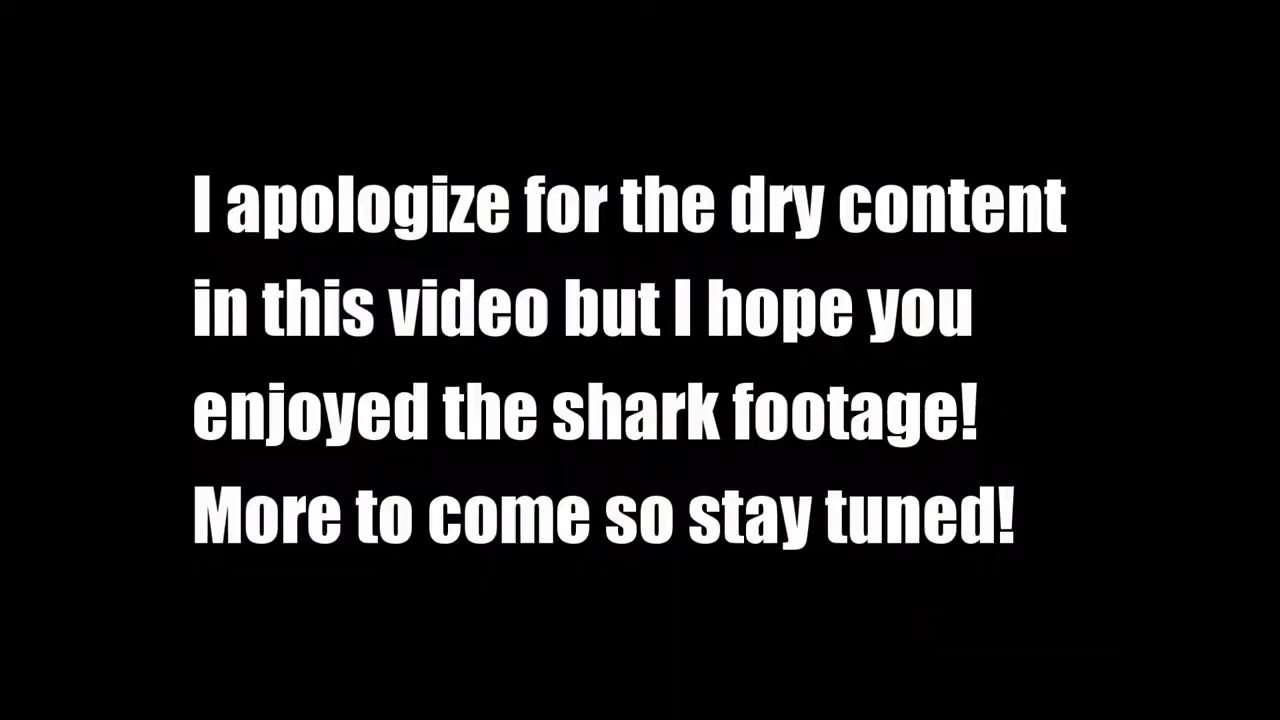 I apologize for the dry content
in this video but I hope you
enjoyed the shark footage!
More to come so stay tuned!